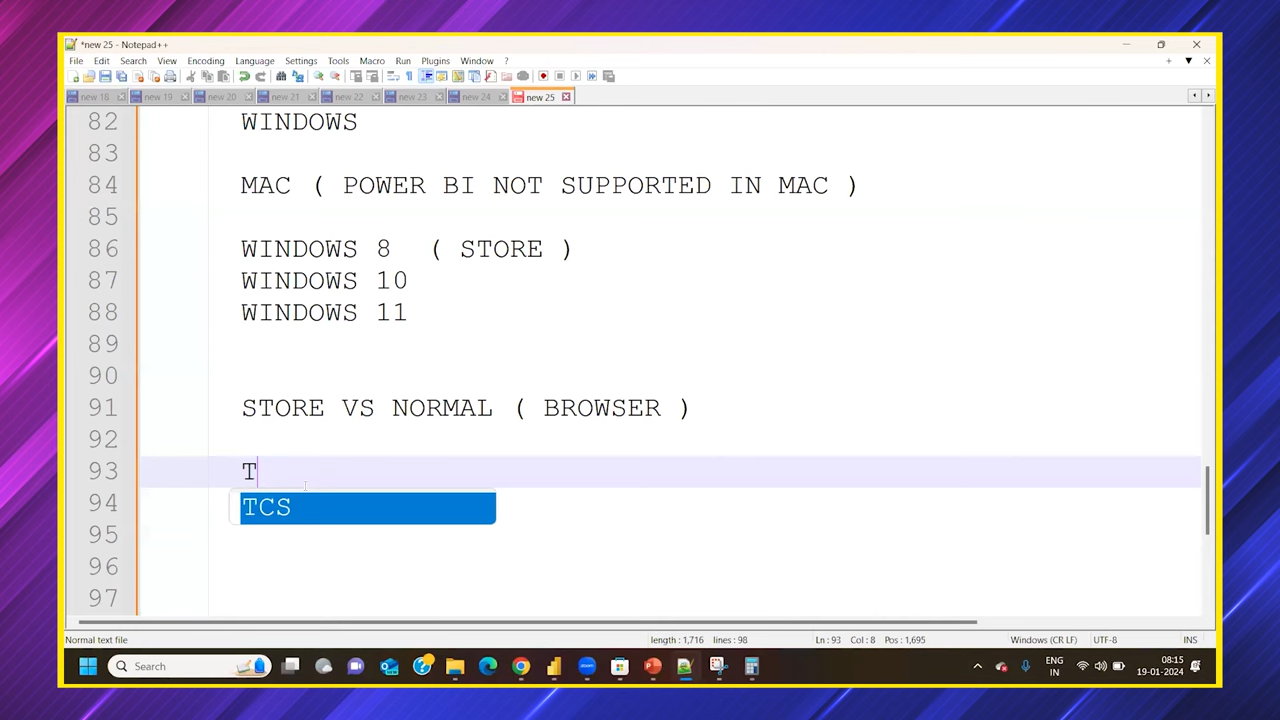 *new 25 - Notepad++
File Edit Search View Encoding Language Settings Tools Macro Run Plugins Window ?
new 18 new 19 new 20 new 21 new 22 new 23 new 24 new 25
82 WINDOWS
83
84 MAC ( POWER BI NOT SUPPORTED IN MAC )
85
86 WINDOWS 8 ( STORE )
87 WINDOWS 10
88 WINDOWS 11
89
90
91 STORE VS NORMAL ( BROWSER )
92
93 T
94 TCS
95
96
97
Normal text file length : 1,716 lines : 98 Ln : 93 Col : 8 Pos : 1,695 Windows (CR LF) UTF-8 INS
Search ENG IN 08:15 19-01-2024